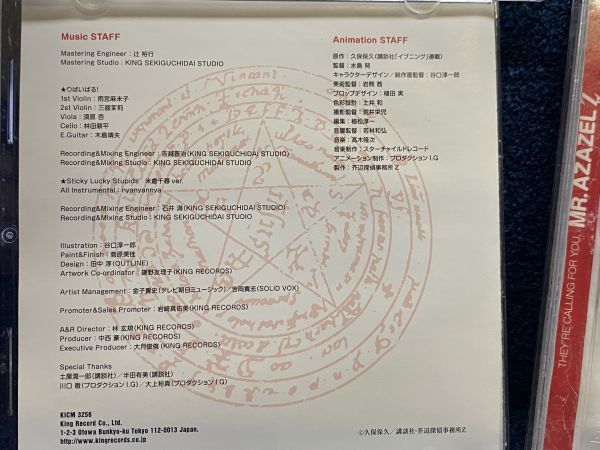 Music STAFF
Mastering Engineer：辻 裕行
Mastering Studio：KING SEKIGUCHIDAI STUDIO
★Ωぱいぱる!
1st Violin：雨宮麻未子
2st Violin：三國茉莉
Viola：須原 杏
Cello：林田順平
E.Guitar：木島靖夫
Recording&Mixing Engineer：吉越晋治(KING SEKIGUCHIDAI STUDIO)
Recording&Mixing Studio：KING SEKIGUCHIDAI STUDIO
★Sticky Lucky Stupids 米倉千尋 ver.
All Instrumental：nyanyannya
Recording&Mixing Engineer：石井 満(KING SEKIGUCHIDAI STUDIO)
Recording&Mixing Studio：KING SEKIGUCHIDAI STUDIO
Illustration：谷口淳一郎
Paint&Finish：菅原美佳
Design：田中 淳(OUTLINE)
Artwork Co-ordinator：鎌野友理子(KING RECORDS)
Artist Management：金子貴史(テレビ朝日ミュージック)／吉岡貴志(SOLID VOX)
Promoter&Sales Promoter：岩崎真佑美(KING RECORDS)
A&R Director：林 玄規(KING RECORDS)
Producer：中西 豪(KING RECORDS)
Executive Producer：大月俊倫(KING RECORDS)
Special Thanks
土屋潤一郎(講談社)／半田有美(講談社)
川口 徹(プロダクション I.G)／大上裕真(プロダクション I.G)
KICM 3256
King Record Co., Ltd.
1-2-3 Otowa Bunkyo-ku Tokyo 112-0013 Japan.
http://www.kingrecords.co.jp
Animation STAFF
原作：久保保久(講談社「イブニング」連載)
監督：水島 努
キャラクターデザイン／総作画監督：谷口淳一郎
美術監督：岩熊 茜
プロップデザイン：植田 実
色彩設計：土井 和
撮影監督：荒井栄児
編集：植松淳一
音響監督：若林和弘
音楽：髙木隆次
音楽制作：スターチャイルドレコード
アニメーション制作：プロダクション I.G
製作：芥辺探偵事務所 Z
©久保保久／講談社・芥辺探偵事務所Z
THEY'RE CALLING FOR YOU, MR. AZAZEL Z